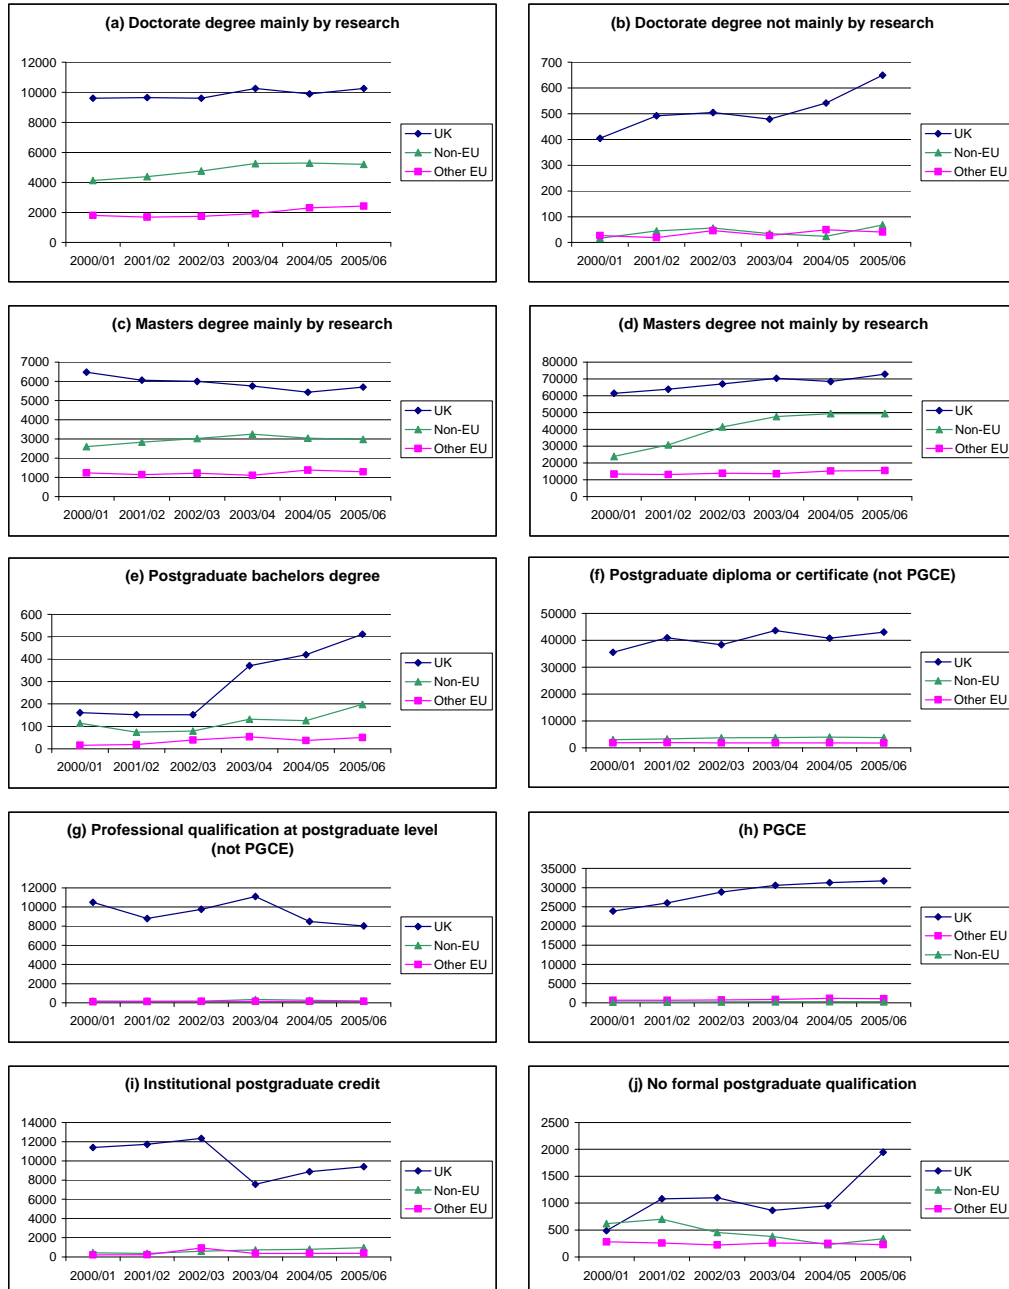 (a) Doctorate degree mainly by research
12000
10000
8000
6000
4000
2000
0
2000/01 2001/02 2002/03 2003/04 2004/05 2005/06
UK
Non-EU
Other EU
(b) Doctorate degree not mainly by research
700
600
500
400
300
200
100
0
2000/01 2001/02 2002/03 2003/04 2004/05 2005/06
UK
Non-EU
Other EU
(c) Masters degree mainly by research
7000
6000
5000
4000
3000
2000
1000
0
2000/01 2001/02 2002/03 2003/04 2004/05 2005/06
UK
Non-EU
Other EU
(d) Masters degree not mainly by research
80000
70000
60000
50000
40000
30000
20000
10000
0
2000/01 2001/02 2002/03 2003/04 2004/05 2005/06
UK
Non-EU
Other EU
(e) Postgraduate bachelors degree
600
500
400
300
200
100
0
2000/01 2001/02 2002/03 2003/04 2004/05 2005/06
UK
Non-EU
Other EU
(f) Postgraduate diploma or certificate (not PGCE)
50000
40000
30000
20000
10000
0
2000/01 2001/02 2002/03 2003/04 2004/05 2005/06
UK
Non-EU
Other EU
(g) Professional qualification at postgraduate level
(not PGCE)
12000
10000
8000
6000
4000
2000
0
2000/01 2001/02 2002/03 2003/04 2004/05 2005/06
UK
Non-EU
Other EU
(h) PGCE
35000
30000
25000
20000
15000
10000
5000
0
2000/01 2001/02 2002/03 2003/04 2004/05 2005/06
UK
Other EU
Non-EU
(i) Institutional postgraduate credit
14000
12000
10000
8000
6000
4000
2000
0
2000/01 2001/02 2002/03 2003/04 2004/05 2005/06
UK
Non-EU
Other EU
(j) No formal postgraduate qualification
2500
2000
1500
1000
500
0
2000/01 2001/02 2002/03 2003/04 2004/05 2005/06
UK
Non-EU
Other EU